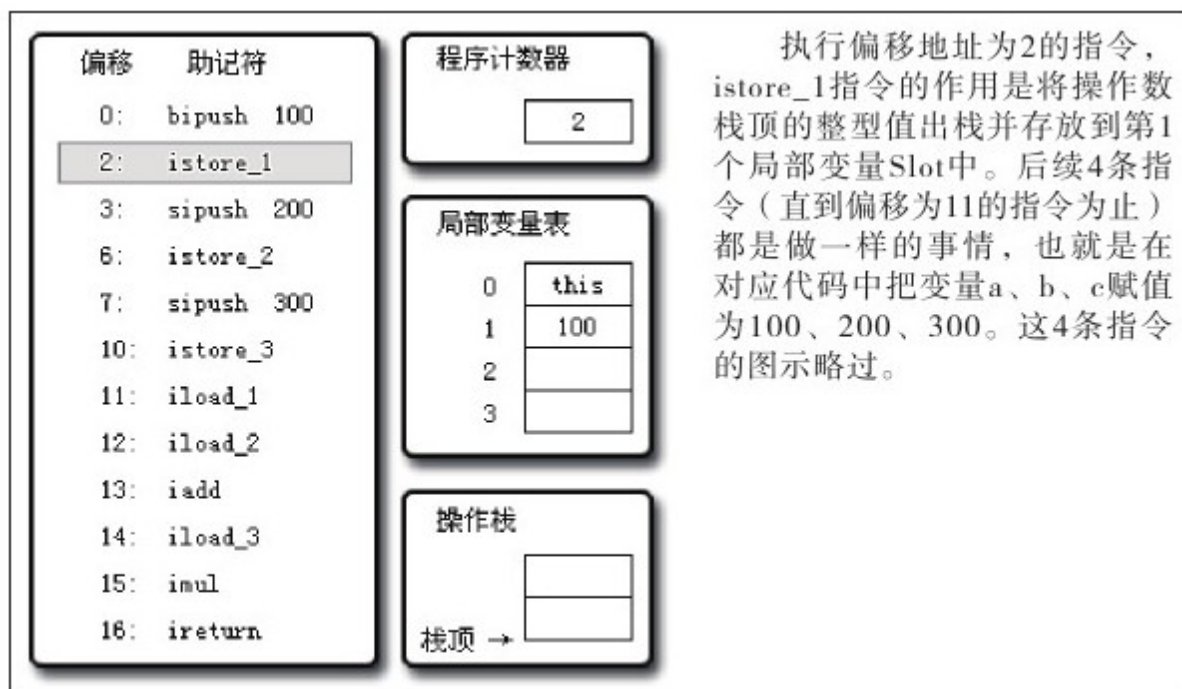 偏移 助记符
0: bipush 100
2: istore_1
3: sipush 200
6: istore_2
7: sipush 300
10: istore_3
11: iload_1
12: iload_2
13: iadd
14: iload_3
15: imul
16: ireturn
程序计数器
2
局部变量表
0 this
1 100
2
3
操作栈
栈顶 →
执行偏移地址为2的指令，
istore_1指令的作用是将操作数
栈顶的整型值出栈并存放到第1
个局部变量Slot中。后续4条指
令（直到偏移为11的指令为止）
都是做一样的事情，也就是在
对应代码中把变量a、b、c赋值
为100、200、300。这4条指令
的图示略过。